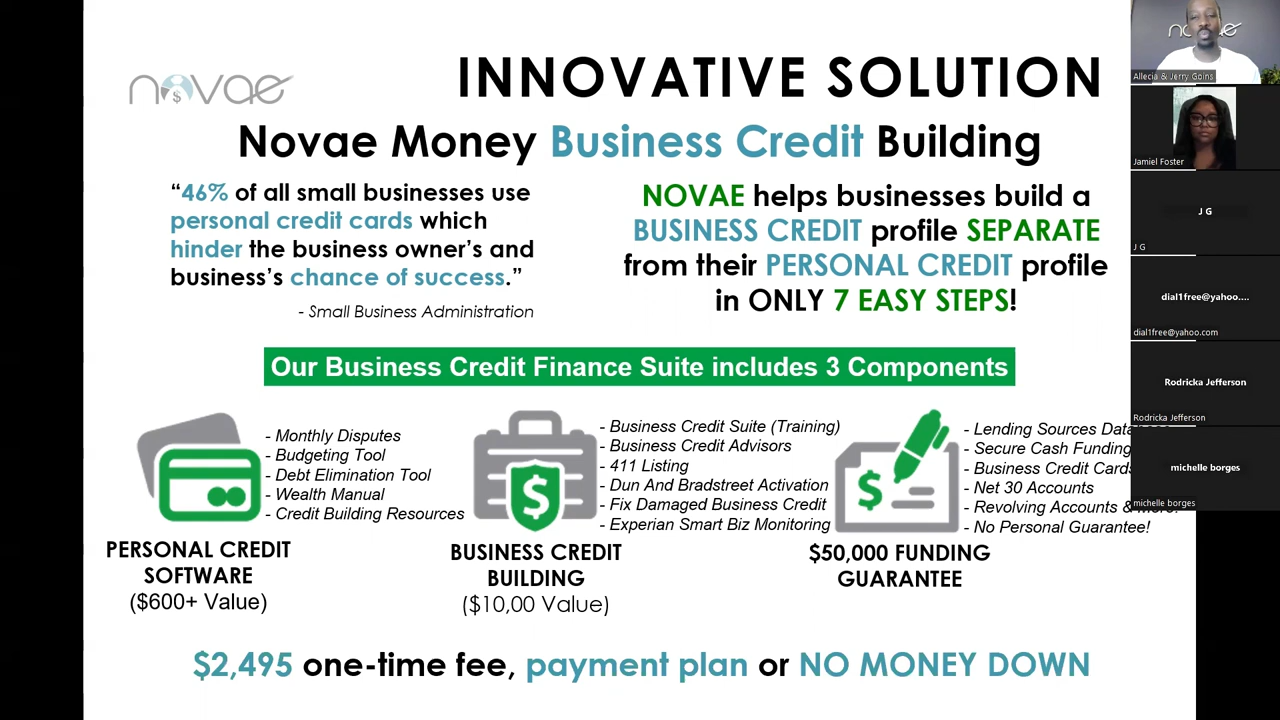 novae
INNOVATIVE SOLUTION
Novae Money Business Credit Building
“46% of all small businesses use
personal credit cards which
hinder the business owner’s and
business’s chance of success.”
- Small Business Administration
NOVAE helps businesses build a
BUSINESS CREDIT profile SEPARATE
from their PERSONAL CREDIT profile
in ONLY 7 EASY STEPS!
Our Business Credit Finance Suite includes 3 Components
- Monthly Disputes
- Budgeting Tool
- Debt Elimination Tool
- Wealth Manual
- Credit Building Resources
PERSONAL CREDIT
SOFTWARE
($600+ Value)
$
- Business Credit Suite (Training)
- Business Credit Advisors
- 411 Listing
- Dun And Bradstreet Activation
- Fix Damaged Business Credit
- Experian Smart Biz Monitoring
BUSINESS CREDIT
BUILDING
($10,00 Value)
$
- Lending Sources
- Secure Cash Funding
- Business Credit Cards
- Net 30 Accounts
- Revolving Accounts & More!
- No Personal Guarantee!
$50,000 FUNDING
GUARANTEE
$2,495 one-time fee, payment plan or NO MONEY DOWN
novae
Allecia & Jerry Goins
Jamiel Foster
J G
J G
dial1free@yahoo....
dial1free@yahoo.com
Rodricka Jefferson
Rodricka Jefferson
michelle borges
michelle borges